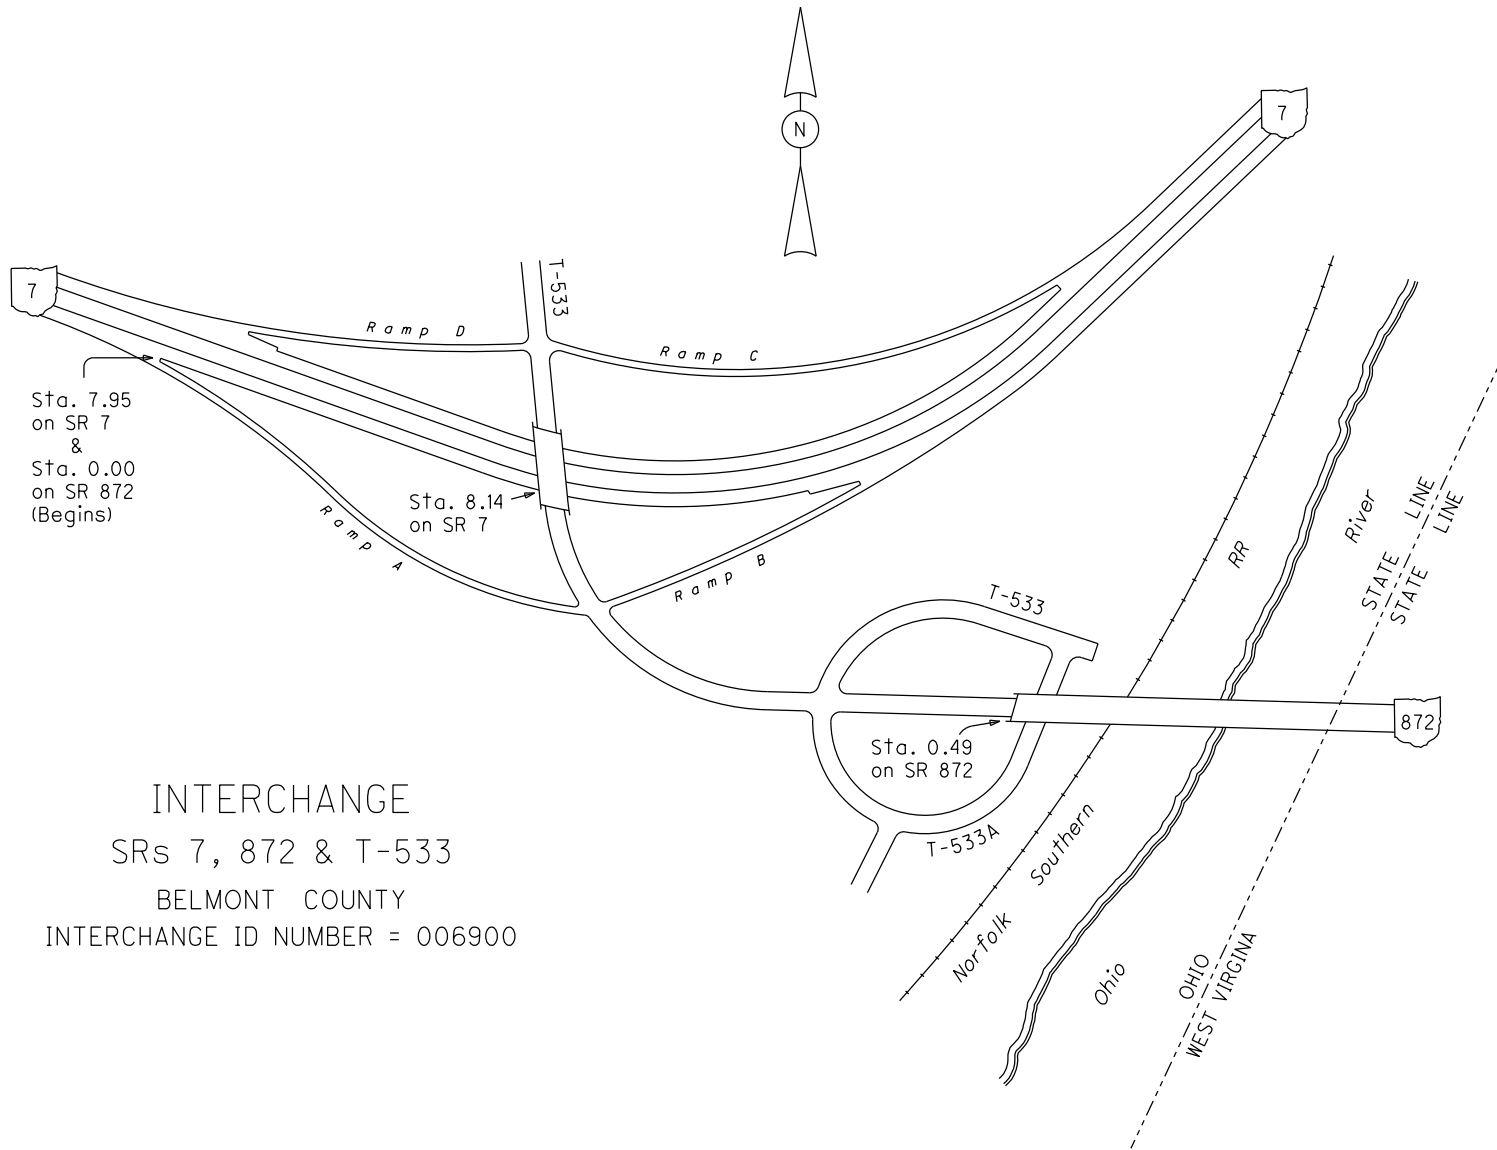 N
7
7
T-533
Ramp D
Ramp C
Sta. 7.95
on SR 7
&
Sta. 0.00
on SR 872
(Begins)
Sta. 8.14
on SR 7
Ramp A
Ramp B
T-533
RR
River
STATE LINE
STATE LINE
872
Sta. 0.49
on SR 872
T-533A
Norfolk Southern
Ohio
OHIO
WEST VIRGINA
INTERCHANGE
SRs 7, 872 & T-533
BELMONT COUNTY
INTERCHANGE ID NUMBER = 006900